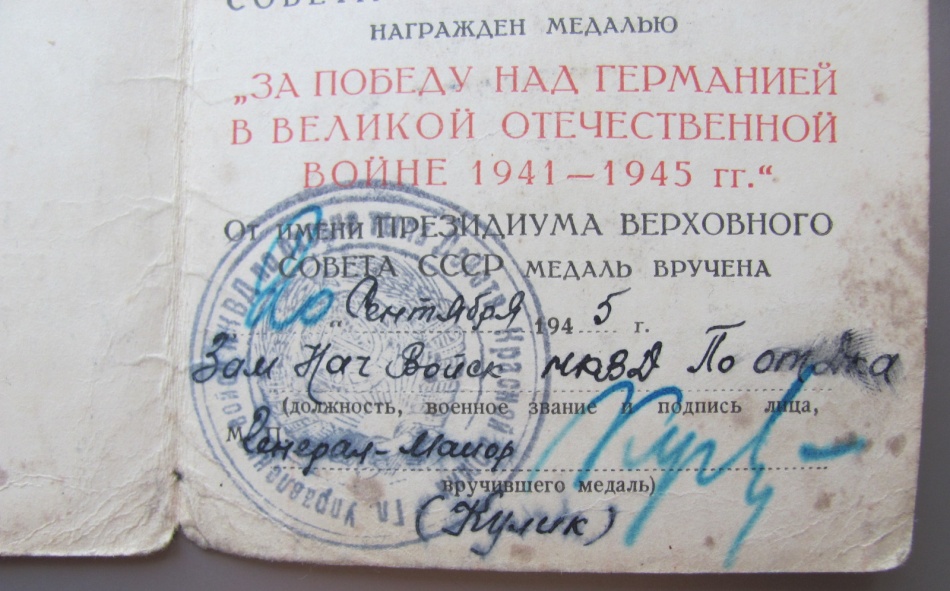 НАГРАЖДЕН МЕДАЛЬЮ
„ЗА ПОБЕДУ НАД ГЕРМАНИЕЙ
В ВЕЛИКОЙ ОТЕЧЕСТВЕННОЙ
ВОЙНЕ 1941—1945 гг.“
От имени ПРЕЗИДИУМА ВЕРХОВНОГО
СОВЕТА СССР МЕДАЛЬ ВРУЧЕНА
Сентября 1945 г.
Зам Нач Войск НКВД По
(должность, военное звание и подпись лица,
М. П.
Генерал-Майор
вручившего медаль)
(Кулик)